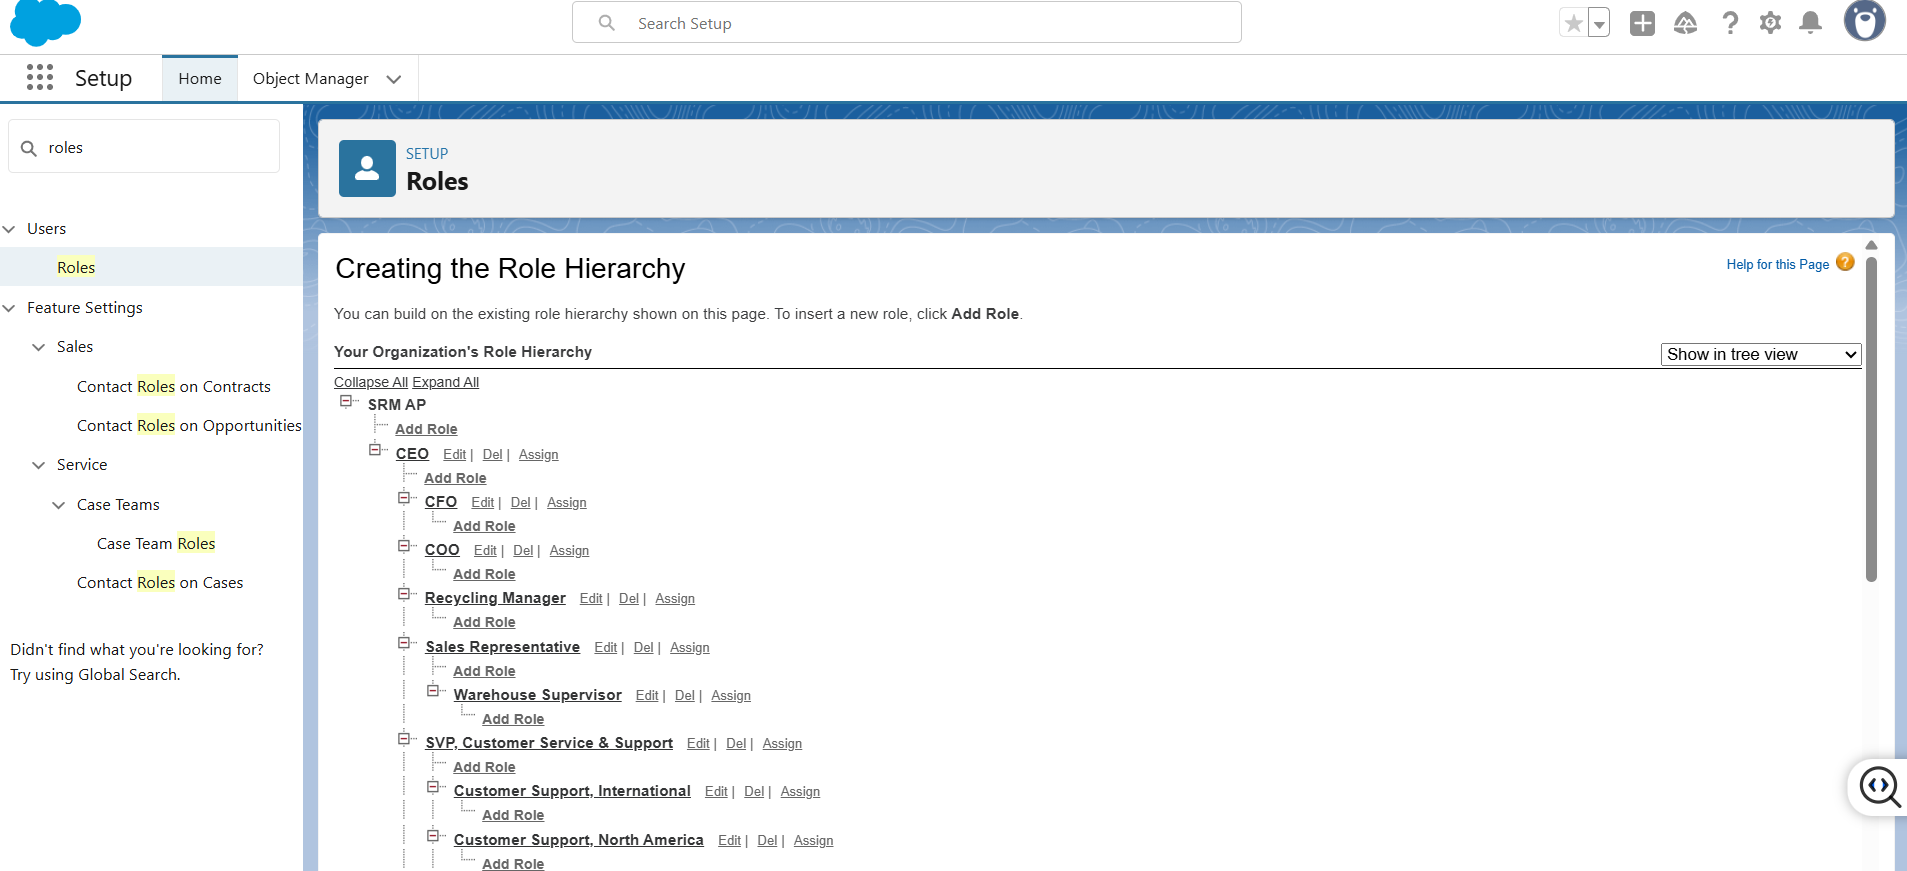 Search Setup
Setup
Home
Object Manager
roles
Users
Roles
Feature Settings
Sales
Contact Roles on Contracts
Contact Roles on Opportunities
Service
Case Teams
Case Team Roles
Contact Roles on Cases
Didn't find what you're looking for?
Try using Global Search.
SETUP
Roles
Creating the Role Hierarchy
Help for this Page ?
You can build on the existing role hierarchy shown on this page. To insert a new role, click Add Role.
Your Organization's Role Hierarchy
Show in tree view
Collapse All Expand All
SRM AP
Add Role
CEO Edit | Del | Assign
Add Role
CFO Edit | Del | Assign
Add Role
COO Edit | Del | Assign
Add Role
Recycling Manager Edit | Del | Assign
Add Role
Sales Representative Edit | Del | Assign
Add Role
Warehouse Supervisor Edit | Del | Assign
Add Role
SVP, Customer Service & Support Edit | Del | Assign
Add Role
Customer Support, International Edit | Del | Assign
Add Role
Customer Support, North America Edit | Del | Assign
Add Role